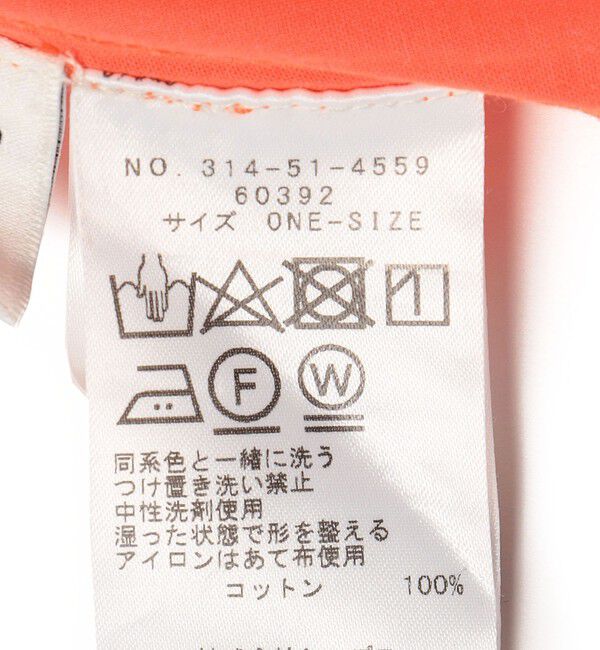 NO. 314-51-4559
60392
サイズ ONE-SIZE
F W
同系色と一緒に洗う
つけ置き洗い禁止
中性洗剤使用
湿った状態で形を整える
アイロンはあて布使用
コットン 100%